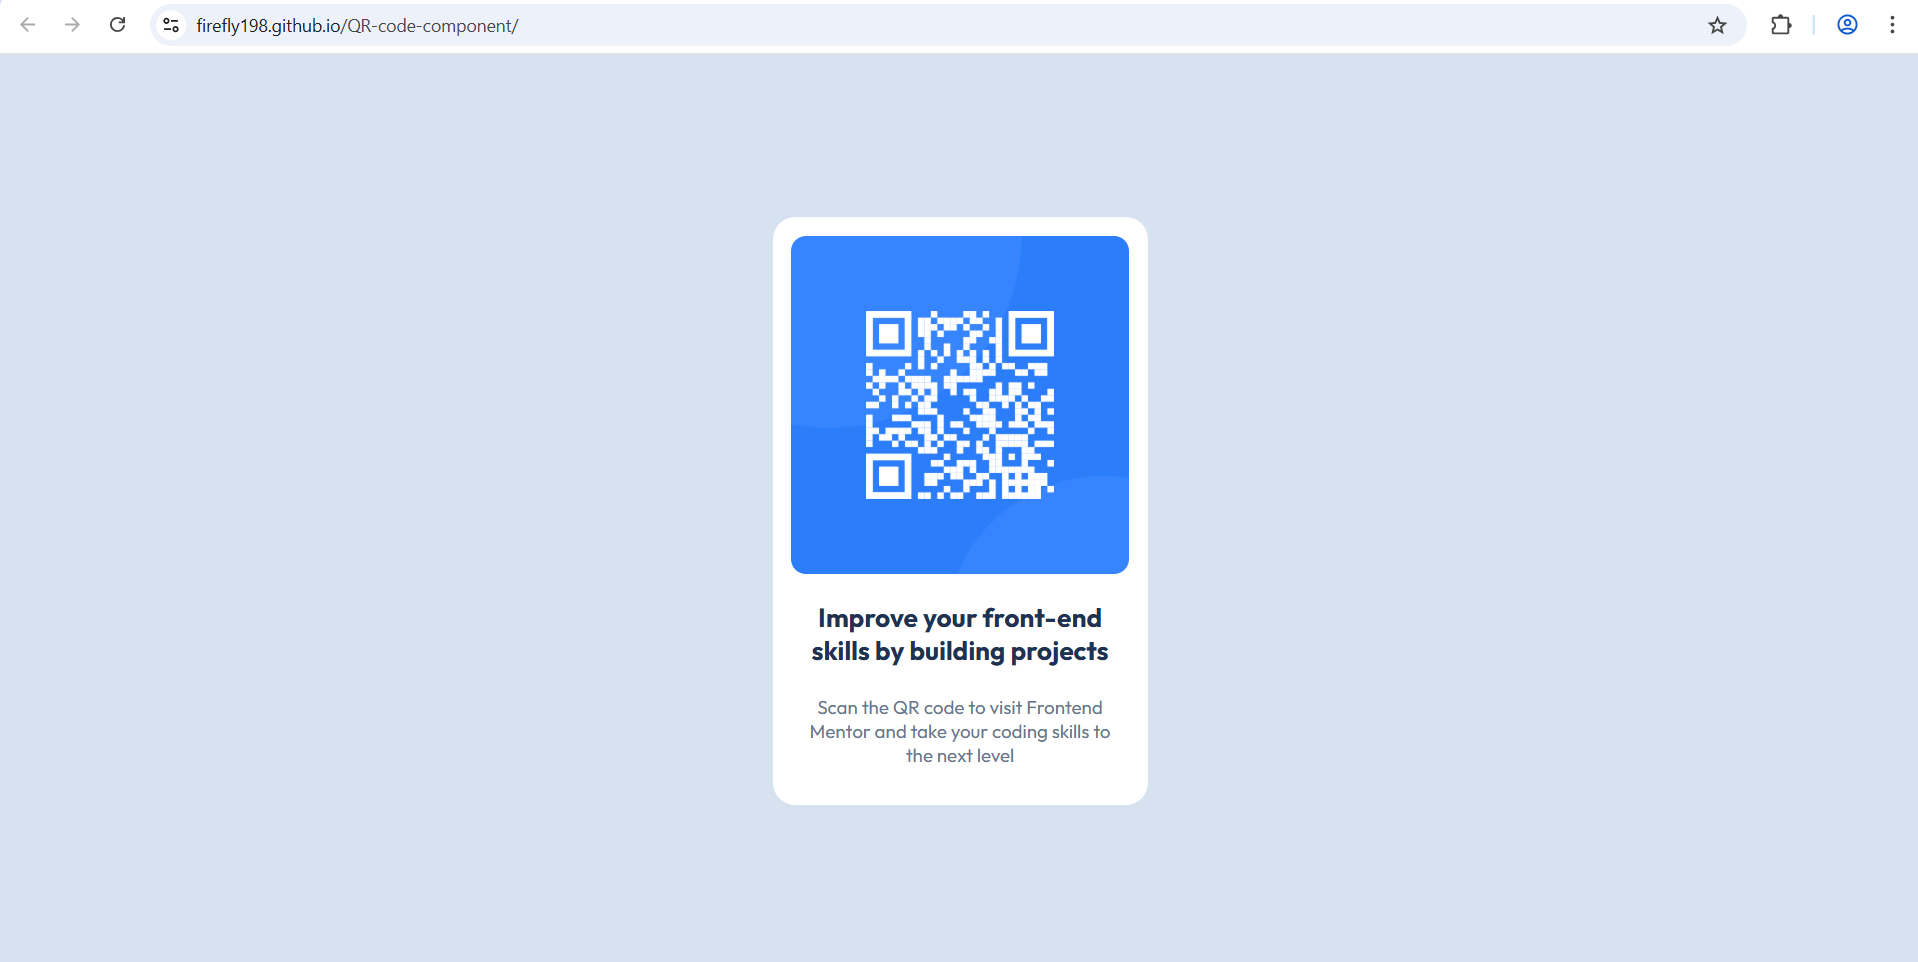 firefly198.github.io/QR-code-component/
Improve your front-end
skills by building projects
Scan the QR code to visit Frontend
Mentor and take your coding skills to
the next level